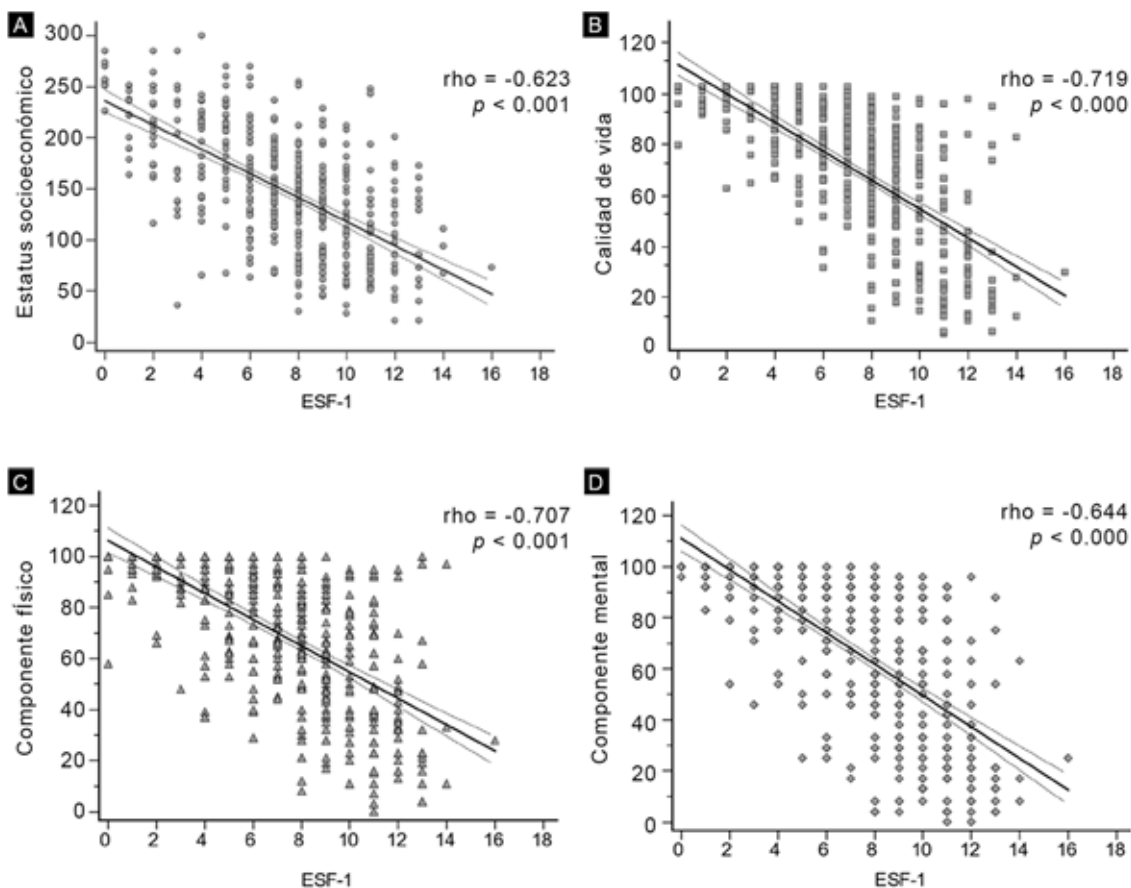 A
rho = -0.623
p < 0.001
Estatus socioeconómico
300
250
200
150
100
50
0
0 2 4 6 8 10 12 14 16 18
ESF-1
B
rho = -0.719
p < 0.000
Calidad de vida
120
100
80
60
40
20
0
0 2 4 6 8 10 12 14 16 18
ESF-1
C
rho = -0.707
p < 0.001
Componente físico
120
100
80
60
40
20
0
0 2 4 6 8 10 12 14 16 18
ESF-1
D
rho = -0.644
p < 0.000
Componente mental
120
100
80
60
40
20
0
0 2 4 6 8 10 12 14 16 18
ESF-1